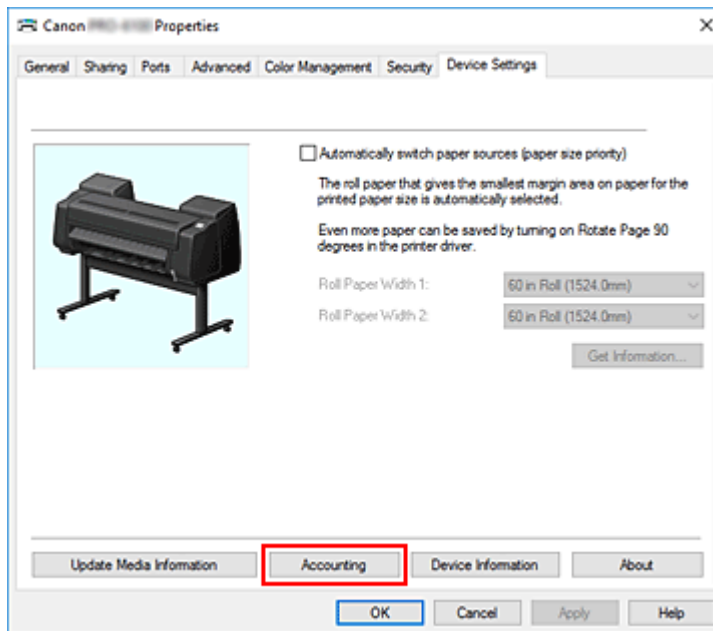 Canon Properties
General Sharing Ports Advanced Color Management Security Device Settings
Automatically switch paper sources (paper size priority)
The roll paper that gives the smallest margin area on paper for the
printed paper size is automatically selected.
Even more paper can be saved by turning on Rotate Page 90
degrees in the printer driver.
Roll Paper Width 1: 60 in Roll (1524.0mm)
Roll Paper Width 2: 60 in Roll (1524.0mm)
Get Information...
Update Media Information Accounting Device Information About
OK Cancel Apply Help